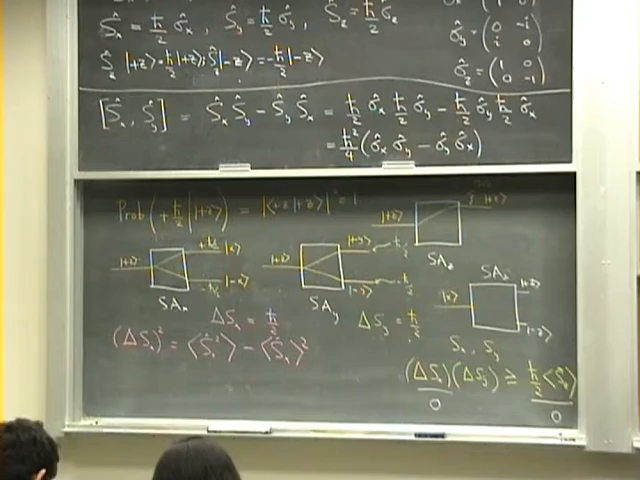 Ŝx = ħ/2 σ̂x , Ŝy = ħ/2 σ̂y , Ŝz = ħ/2 σ̂z
σ̂y = (0 -i
i 0)
Ŝz |+z> = ħ/2 |+z>; Ŝz |-z> = -ħ/2 |-z>
σ̂z = (1 0
0 -1)
[Ŝx, Ŝy] = Ŝx Ŝy - Ŝy Ŝx = ħ/2 σ̂x ħ/2 σ̂y - ħ/2 σ̂y ħ/2 σ̂x
= ħ²/4 (σ̂x σ̂y - σ̂y σ̂x)
Prob (+ħ/2 | |+z>) = |<+z|+z>|² = 1
|+z> |+z>
SAz
|+z> +ħ/2 |x>
-ħ/2 |-x>
SAx
|+z> |+y> ħ/2
|-y> -ħ/2
SAy
|x> |+z>
|-z>
ΔSx = ħ/2
ΔSy = ħ/2
Sx, Sy
(ΔSx)² = <Ŝx²> - <Ŝx>²
(ΔSx)(ΔSy) ≥ ħ/2 <Ŝz>
0 0